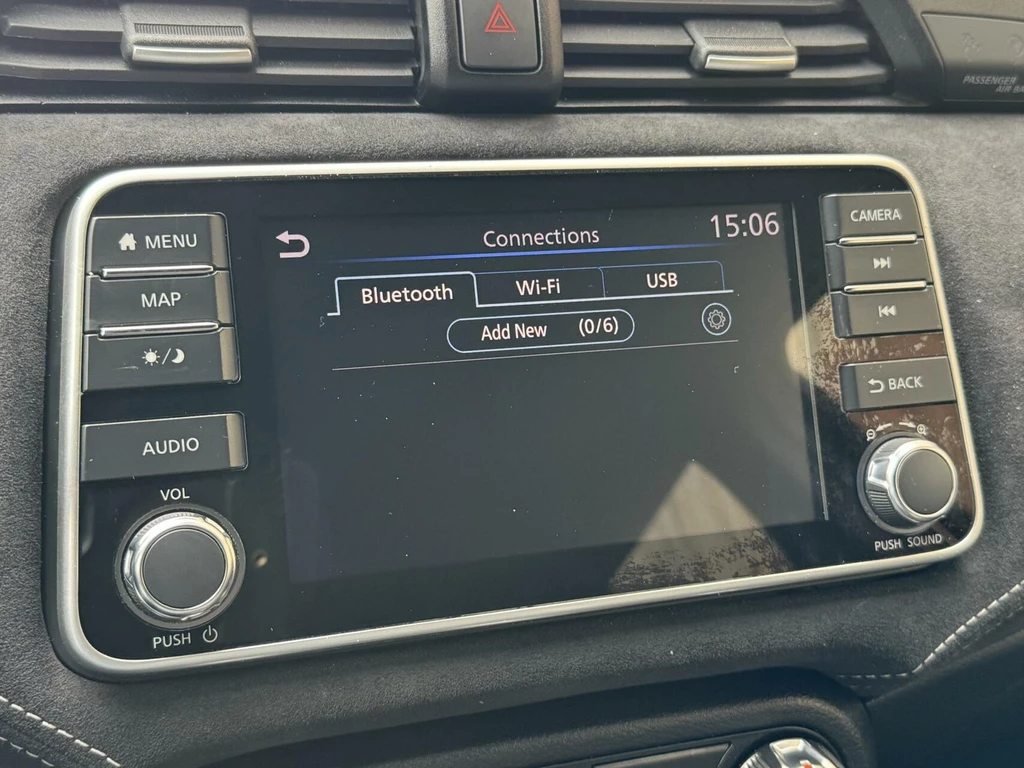 PASSENGER
AIR BA
MENU
MAP
AUDIO
VOL
PUSH
Connections
15:06
Bluetooth
Wi-Fi
USB
Add New (0/6)
CAMERA
BACK
PUSH SOUND